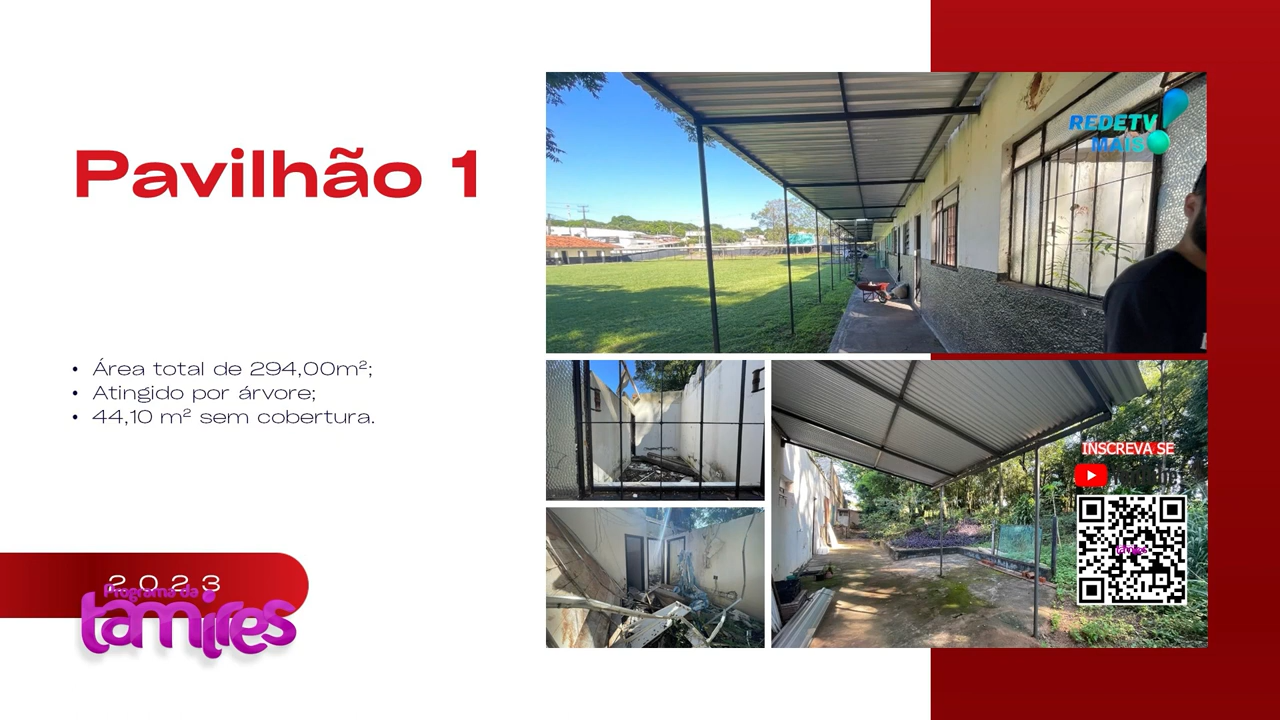 Pavilhão 1
REDETV
MAIS
• Área total de 294,00m²;
• Atingido por árvore;
• 44,10 m² sem cobertura.
INSCREVA SE
tamires
2023
Programa da
tamires